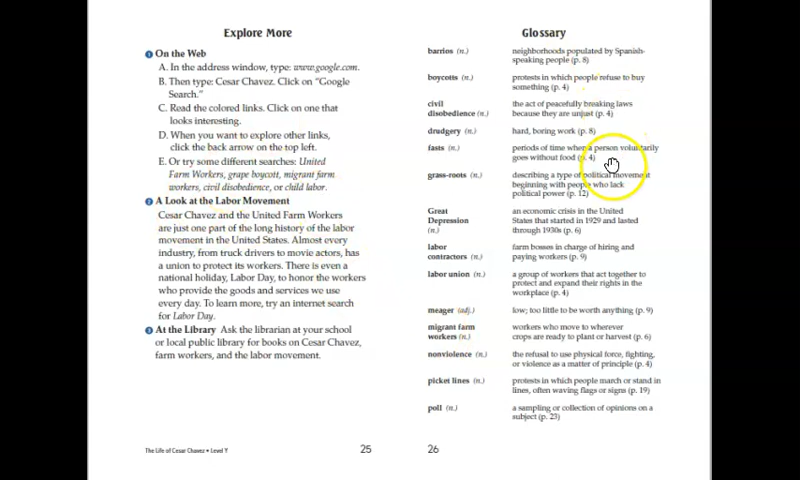 Explore More
1 On the Web
A. In the address window, type: www.google.com.
B. Then type: Cesar Chavez. Click on "Google
Search."
C. Read the colored links. Click on one that
looks interesting.
D. When you want to explore other links,
click the back arrow on the top left.
E. Or try some different searches: United
Farm Workers, grape boycott, migrant farm
workers, civil disobedience, or child labor.
2 A Look at the Labor Movement
Cesar Chavez and the United Farm Workers
are just one part of the long history of the labor
movement in the United States. Almost every
industry, from truck drivers to movie actors, has
a union to protect its workers. There is even a
national holiday, Labor Day, to honor the workers
who provide the goods and services we use
every day. To learn more, try an internet search
for Labor Day.
3 At the Library Ask the librarian at your school
or local public library for books on Cesar Chavez,
farm workers, and the labor movement.
The Life of Cesar Chavez • Level Y
25
Glossary
barrios (n.) neighborhoods populated by Spanish-
speaking people (p. 8)
boycotts (n.) protests in which people refuse to buy
something (p. 4)
civil the act of peacefully breaking laws
disobedience (n.) because they are unjust (p. 4)
drudgery (n.) hard, boring work (p. 8)
fasts (n.) periods of time when a person voluntarily
goes without food (p. 4)
grass-roots (n.) describing a type of political movement
beginning with people who lack
political power (p. 12)
Great an economic crisis in the United
Depression States that started in 1929 and lasted
(n.) through 1930s (p. 6)
labor farm bosses in charge of hiring and
contractors (n.) paying workers (p. 9)
labor union (n.) a group of workers that act together to
protect and expand their rights in the
workplace (p. 4)
meager (adj.) low; too little to be worth anything (p. 9)
migrant farm workers who move to wherever
workers (n.) crops are ready to plant or harvest (p. 6)
nonviolence (n.) the refusal to use physical force, fighting,
or violence as a matter of principle (p. 4)
picket lines (n.) protests in which people march or stand in
lines, often waving flags or signs (p. 19)
poll (n.) a sampling or collection of opinions on a
subject (p. 23)
26